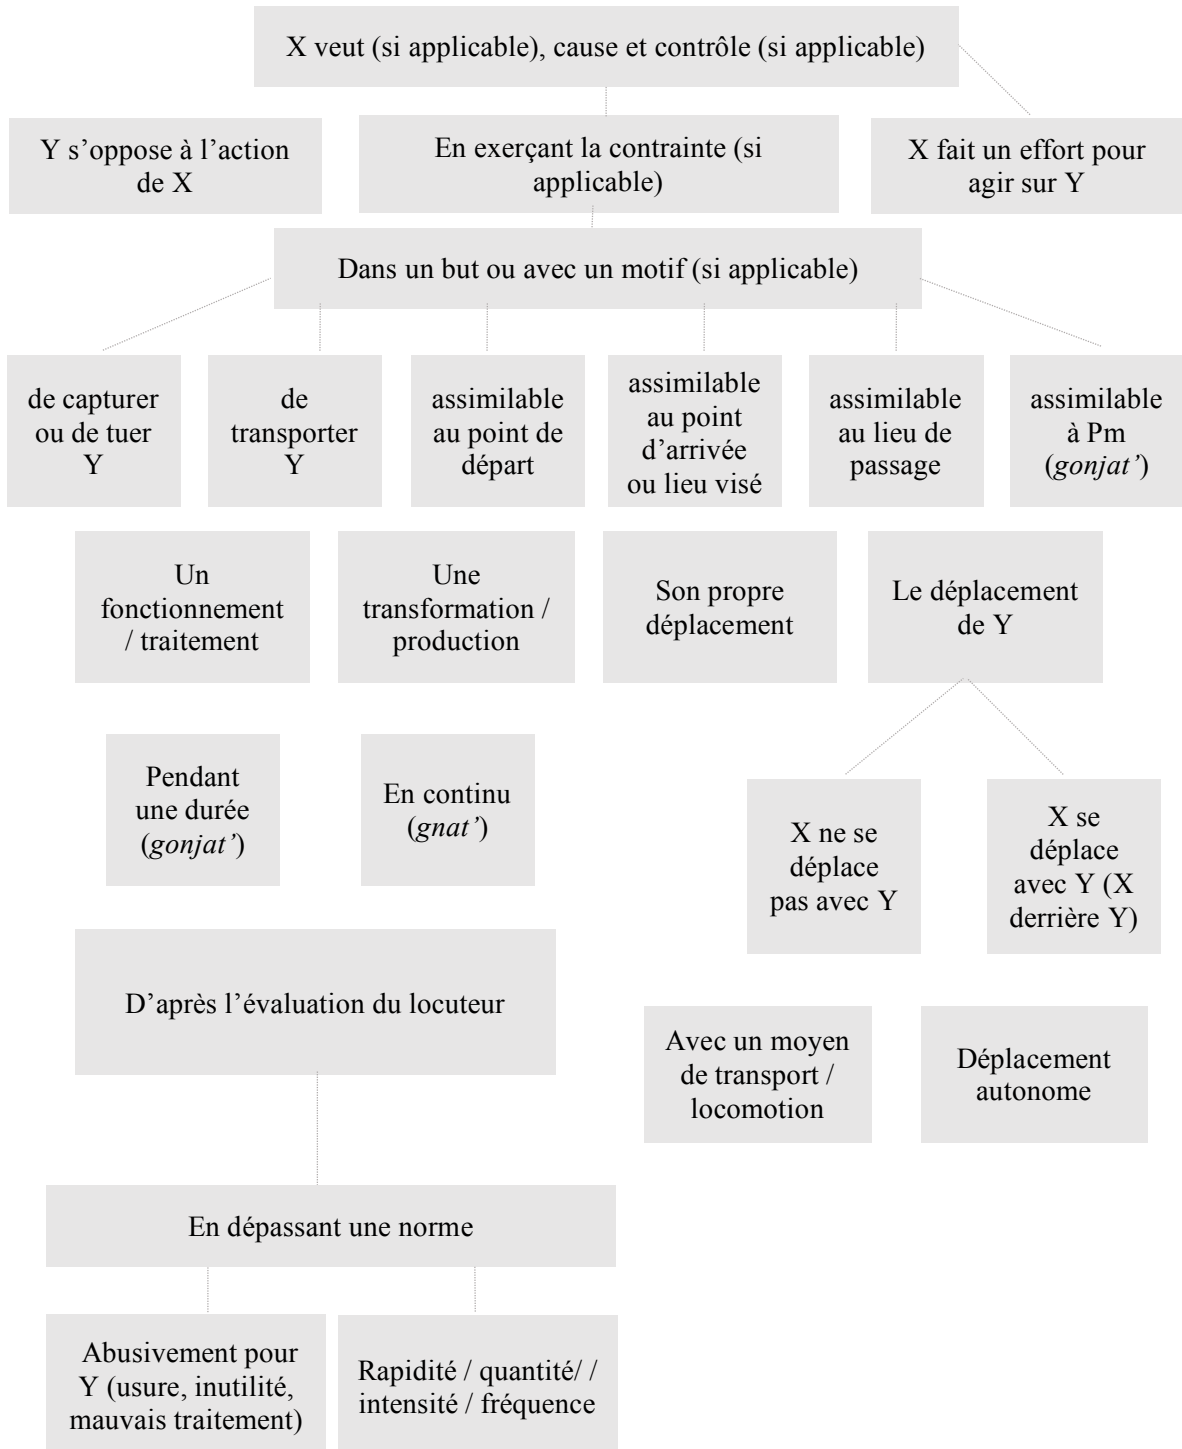 X veut (si applicable), cause et contrôle (si applicable)
Y s’oppose à l’action
de X
En exerçant la contrainte (si
applicable)
X fait un effort pour
agir sur Y
Dans un but ou avec un motif (si applicable)
de capturer
ou de tuer
Y
de
transporter
Y
assimilable
au point de
départ
assimilable
au point
d’arrivée
ou lieu visé
assimilable
au lieu de
passage
assimilable
à Pm
(gonjat’)
Un
fonctionnement
/ traitement
Une
transformation /
production
Son propre
déplacement
Le déplacement
de Y
Pendant
une durée
(gonjat’)
En continu
(gnat’)
X ne se
déplace
pas avec Y
X se
déplace
avec Y (X
derrière Y)
D’après l’évaluation du locuteur
Avec un moyen
de transport /
locomotion
Déplacement
autonome
En dépassant une norme
Abusivement pour
Y (usure, inutilité,
mauvais traitement)
Rapidité / quantité/ /
intensité / fréquence